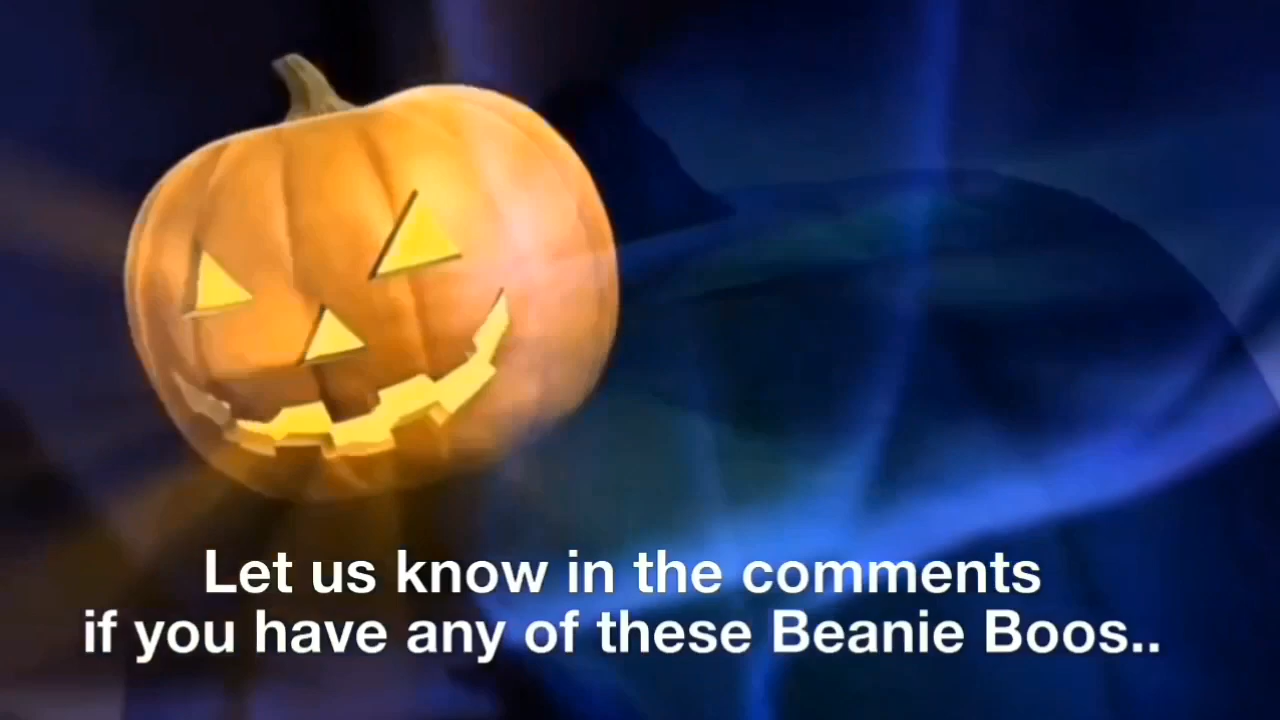 Let us know in the comments
if you have any of these Beanie Boos..